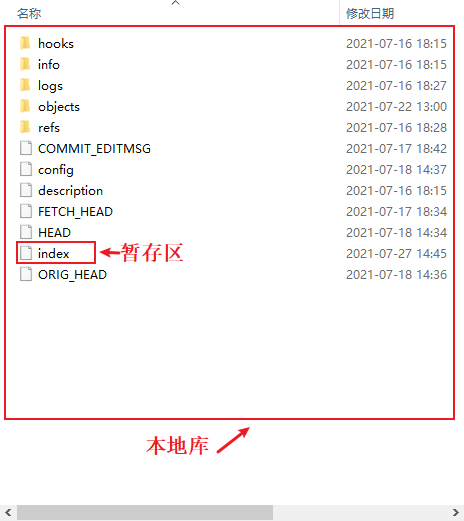 名称 修改日期
hooks 2021-07-16 18:15
info 2021-07-16 18:15
logs 2021-07-16 18:27
objects 2021-07-22 13:00
refs 2021-07-16 18:28
COMMIT_EDITMSG 2021-07-17 18:42
config 2021-07-18 14:37
description 2021-07-16 18:15
FETCH_HEAD 2021-07-17 18:34
HEAD 2021-07-18 14:34
index 暂存区 2021-07-27 14:45
ORIG_HEAD 2021-07-18 14:36
本地库